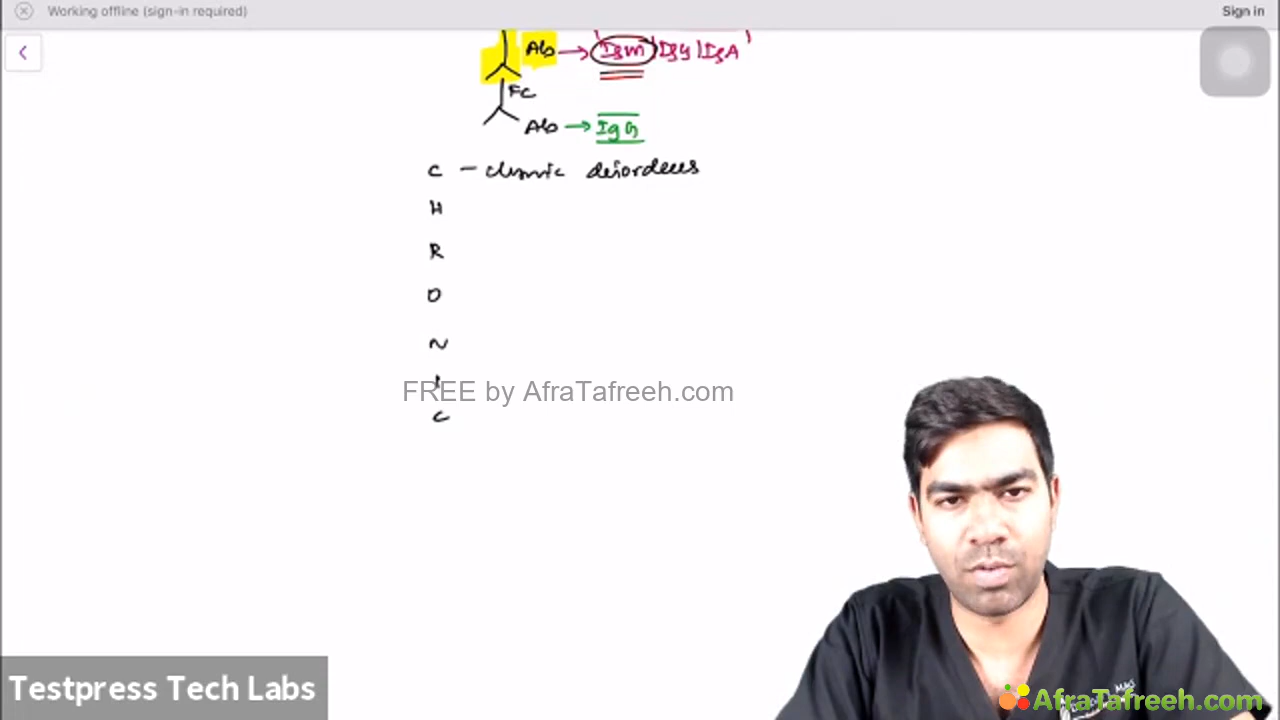 Working offline (sign-in required)
Sign in
Ab → IgM IgG IgA
FC
Ab → IgG
C - chronic disorders
H
R
O
N
I
C
FREE by AfraTafreeh.com
Testpress Tech Labs
AfraTafreeh.com